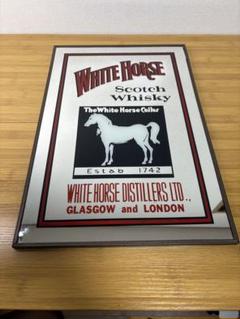 WHITE HORSE
Scotch
Whisky
The White Horse Cellar
Estab 1742
WHITE HORSE DISTILLERS LTD.,
GLASGOW and LONDON